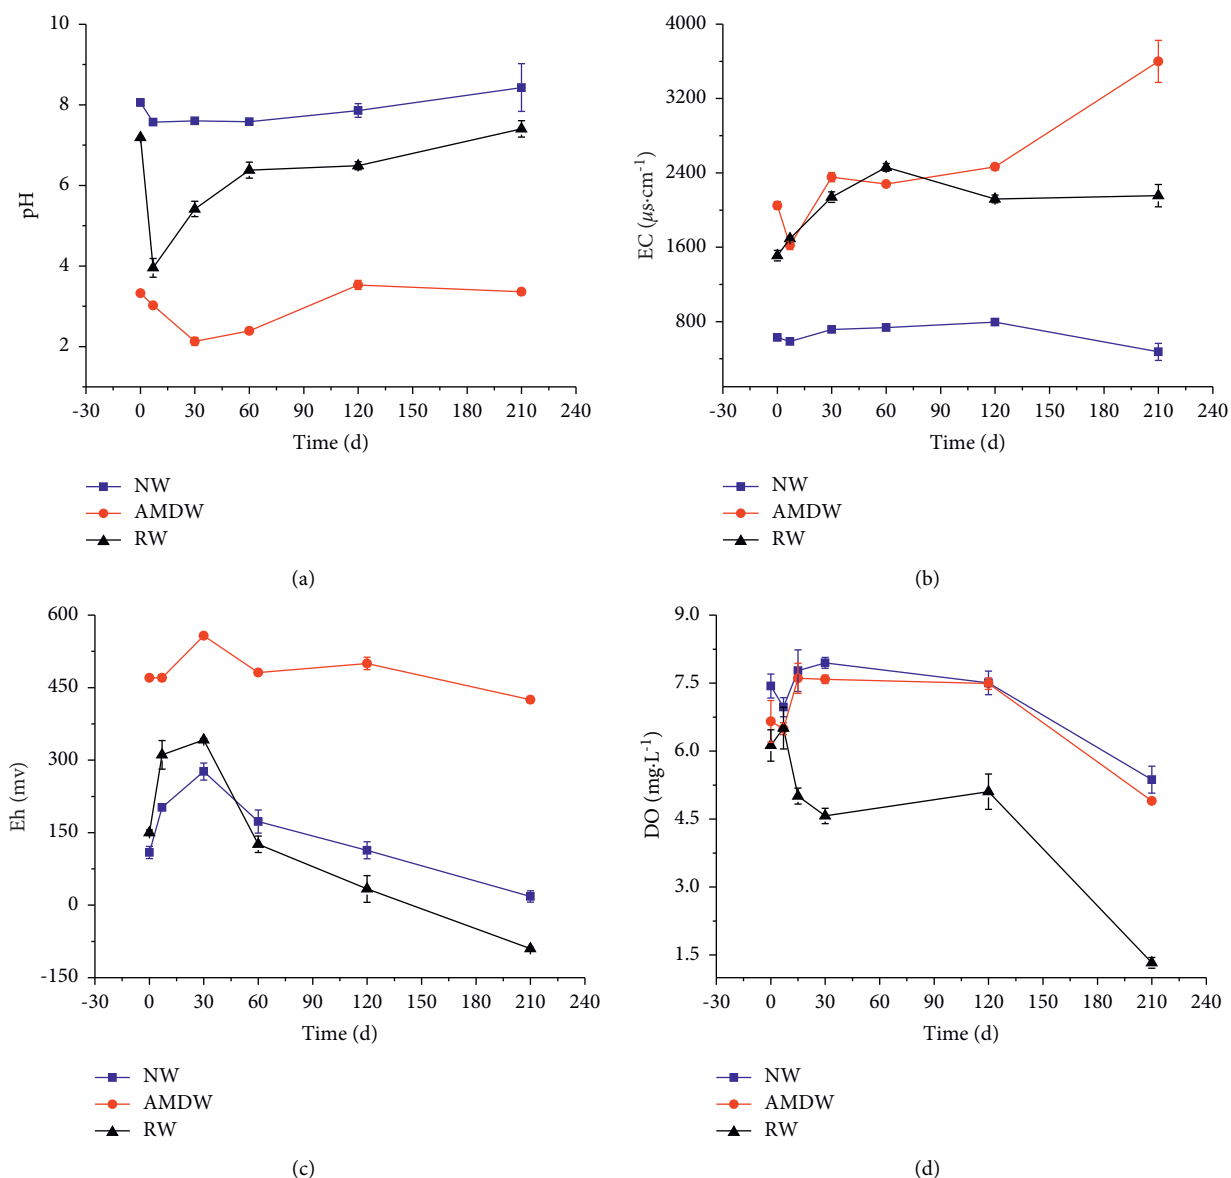 10
8
6
4
2
pH
-30 0 30 60 90 120 150 180 210 240
Time (d)
NW
AMDW
RW
(a)
4000
3200
2400
1600
800
EC (µs·cm⁻¹)
-30 0 30 60 90 120 150 180 210 240
Time (d)
NW
AMDW
RW
(b)
600
450
300
150
0
-150
Eh (mv)
-30 0 30 60 90 120 150 180 210 240
Time (d)
NW
AMDW
RW
(c)
9.0
7.5
6.0
4.5
3.0
1.5
DO (mg·L⁻¹)
-30 0 30 60 90 120 150 180 210 240
Time (d)
NW
AMDW
RW
(d)